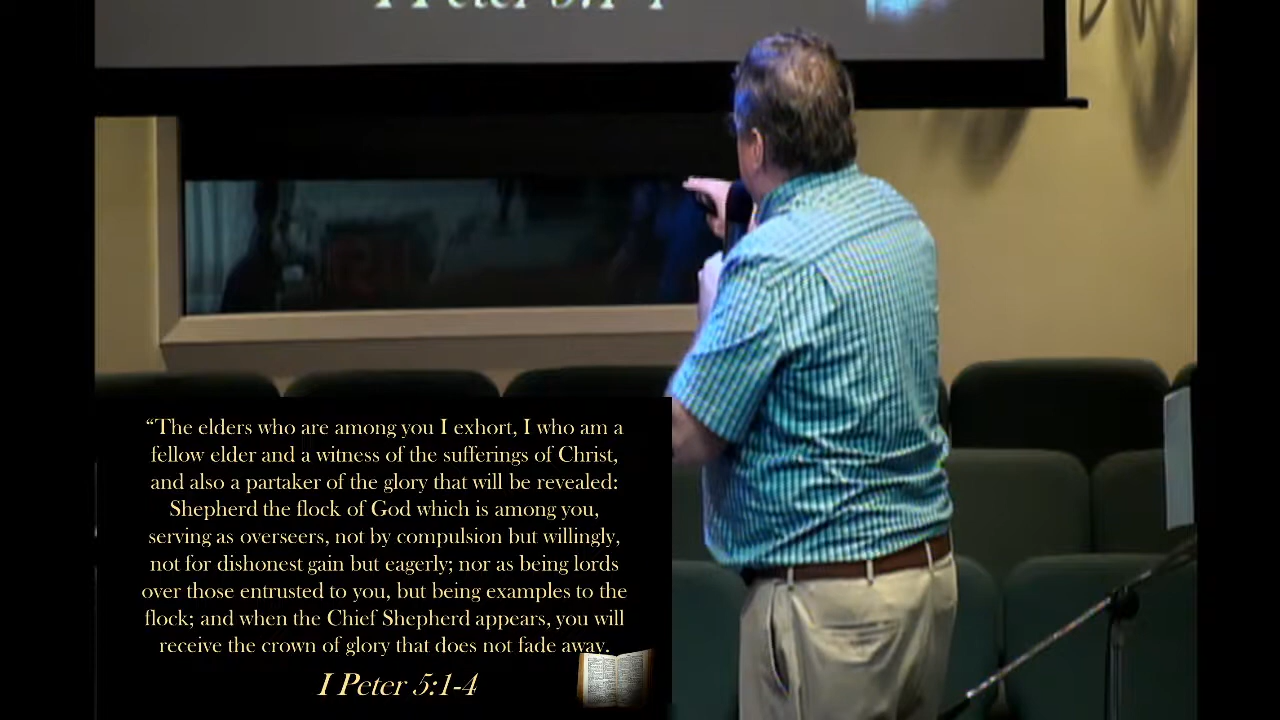 I Peter 5:1-4
“The elders who are among you I exhort, I who am a
fellow elder and a witness of the sufferings of Christ,
and also a partaker of the glory that will be revealed:
Shepherd the flock of God which is among you,
serving as overseers, not by compulsion but willingly,
not for dishonest gain but eagerly; nor as being lords
over those entrusted to you, but being examples to the
flock; and when the Chief Shepherd appears, you will
receive the crown of glory that does not fade away.
I Peter 5:1-4